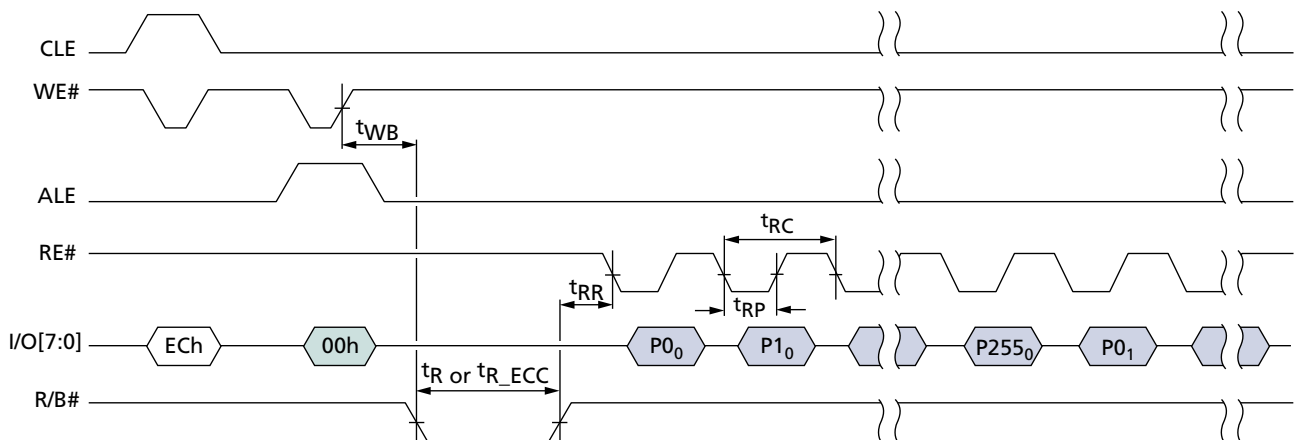 CLE
WE#
tWB
ALE
RE#
tRC
tRR
tRP
I/O[7:0]
ECh
00h
P0₀
P1₀
P255₀
P0₁
tR or tR_ECC
R/B#